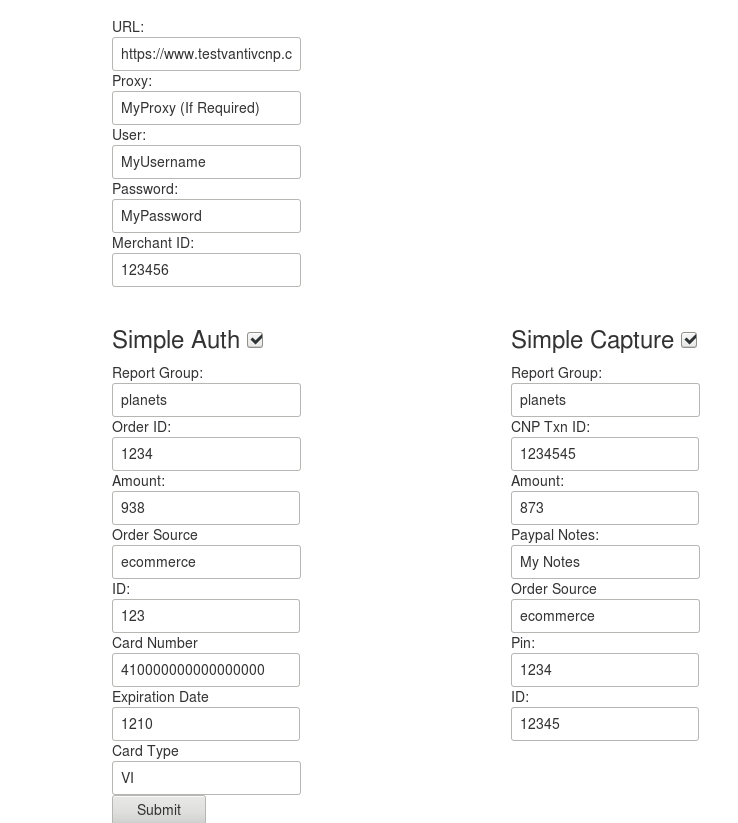 URL:
https://www.testvantivcnp.c
Proxy:
MyProxy (If Required)
User:
MyUsername
Password:
MyPassword
Merchant ID:
123456
Simple Auth
Report Group:
planets
Order ID:
1234
Amount:
938
Order Source
ecommerce
ID:
123
Card Number
410000000000000000
Expiration Date
1210
Card Type
VI
Submit
Simple Capture
Report Group:
planets
CNP Txn ID:
1234545
Amount:
873
Paypal Notes:
My Notes
Order Source
ecommerce
Pin:
1234
ID:
12345